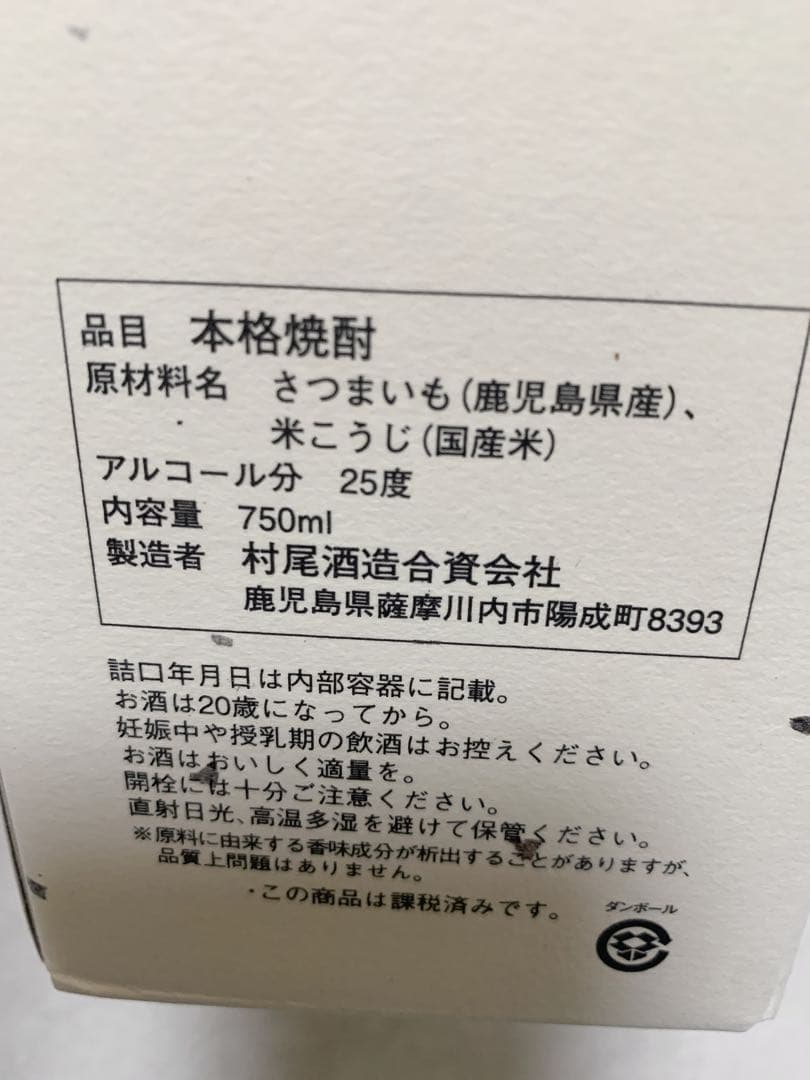 品目　本格焼酎
原材料名　さつまいも(鹿児島県産)、
米こうじ(国産米)
アルコール分　25度
内容量　750ml
製造者　村尾酒造合資会社
鹿児島県薩摩川内市陽成町8393
詰口年月日は内部容器に記載。
お酒は20歳になってから。
妊娠中や授乳期の飲酒はお控えください。
お酒はおいしく適量を。
開栓には十分ご注意ください。
直射日光、高温多湿を避けて保管ください。
※原料に由来する香味成分が析出することがありますが、
品質上問題はありません。
・この商品は課税済みです。
ダンボール